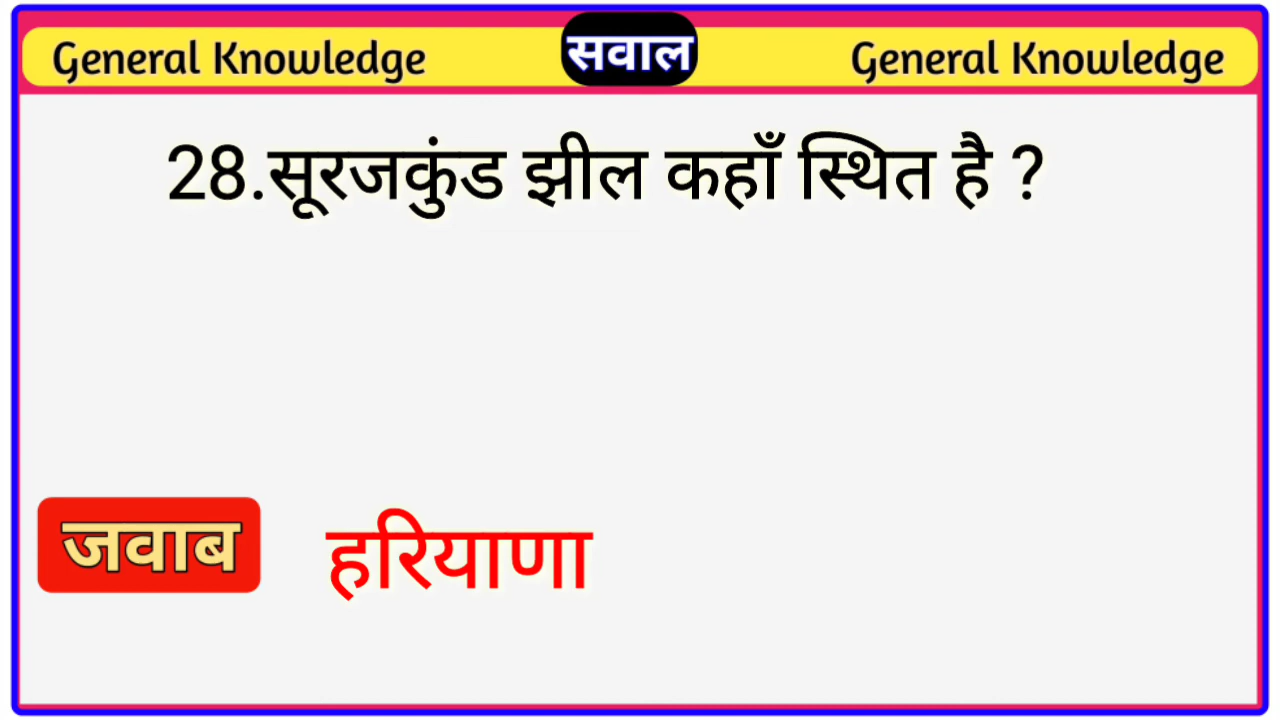 General Knowledge सवाल General Knowledge
28.सूरजकुंड झील कहाँ स्थित है ?
जवाब हरियाणा